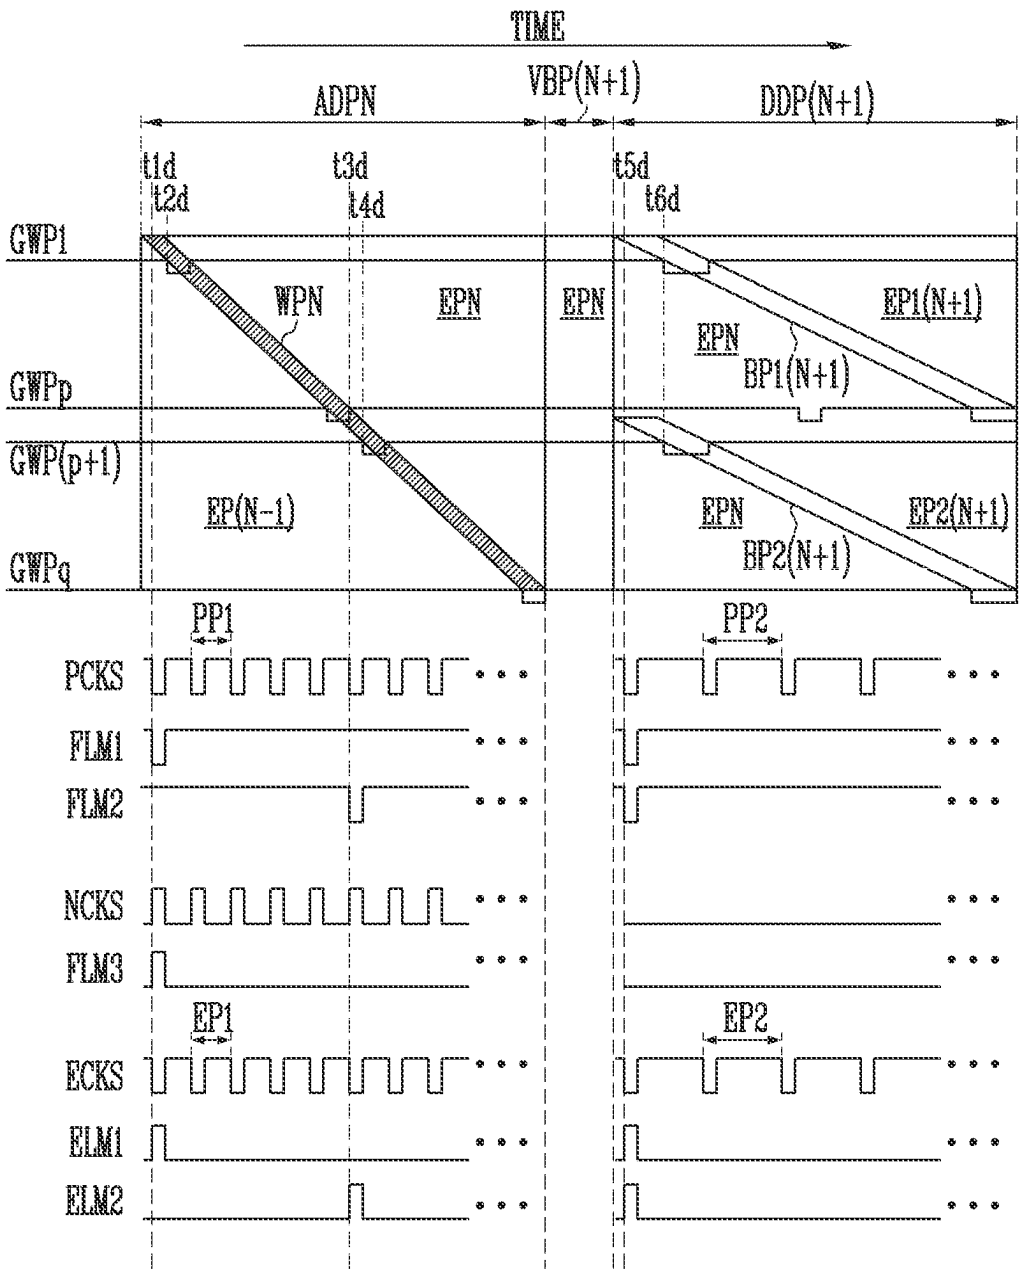 TIME
ADPN VBP(N+1) DDP(N+1)
t1d t3d t5d
t2d t4d t6d
GWP1
WPN EPN EPN EPN EP1(N+1)
BP1(N+1)
GWPp
GWP(p+1)
EP(N-1) EPN EP2(N+1)
BP2(N+1)
GWPq
PP1 PP2
PCKS
FLM1
FLM2
NCKS
FLM3
EP1 EP2
ECKS
ELM1
ELM2